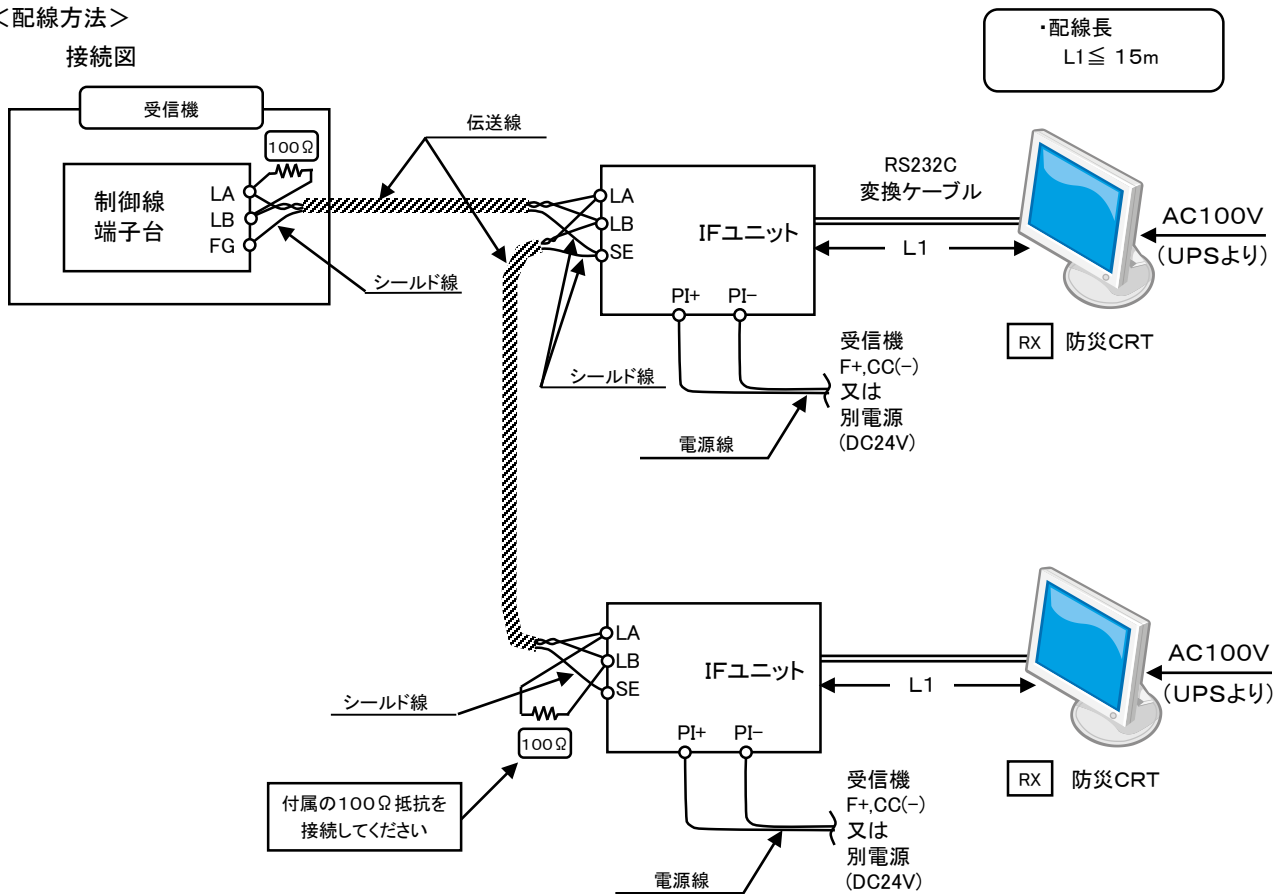 ＜配線方法＞
接続図
・配線長
L1≦ 15m
受信機
100Ω
制御線
端子台
LA
LB
FG
シールド線
伝送線
LA
LB
SE
IFユニット
PI+
PI−
シールド線
RS232C
変換ケーブル
L1
AC100V
(UPSより)
RX
防災CRT
受信機
F+,CC(−)
又は
別電源
(DC24V)
電源線
LA
LB
SE
IFユニット
PI+
PI−
シールド線
100Ω
付属の100Ω抵抗を
接続してください
L1
AC100V
(UPSより)
RX
防災CRT
受信機
F+,CC(−)
又は
別電源
(DC24V)
電源線